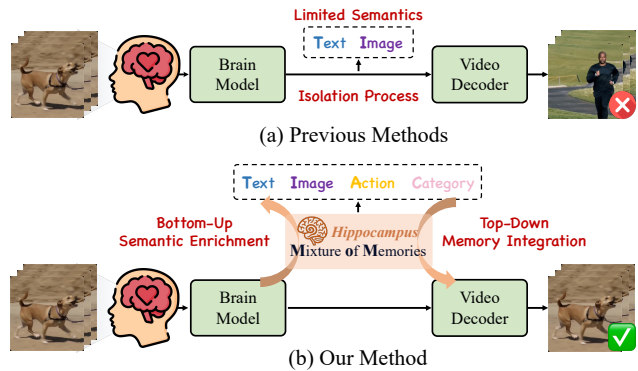 Limited Semantics
Text Image
Brain
Model
Video
Decoder
Isolation Process
(a) Previous Methods
Text Image Action Category
Bottom-Up
Semantic Enrichment
Hippocampus
Mixture of Memories
Top-Down
Memory Integration
Brain
Model
Video
Decoder
(b) Our Method